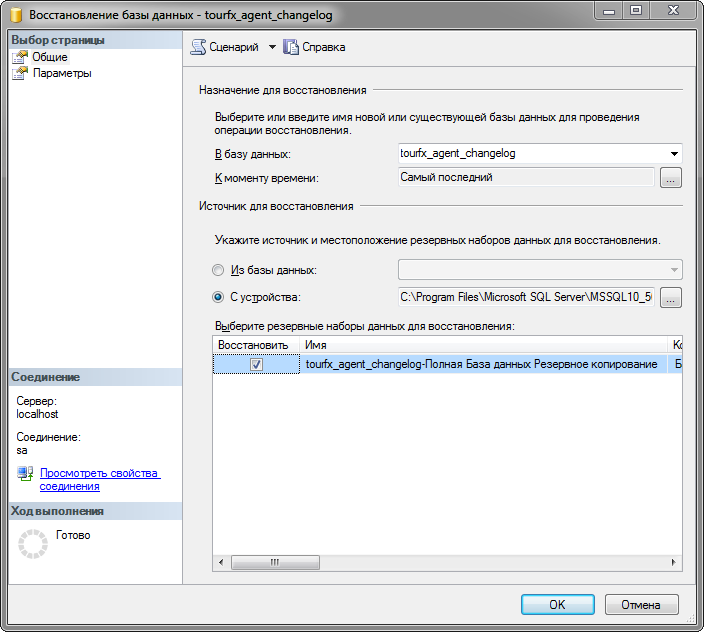 Восстановление базы данных - tourfx_agent_changelog
Выбор страницы
Общие
Параметры
Сценарий
Справка
Назначение для восстановления
Выберите или введите имя новой или существующей базы данных для проведения
операции восстановления.
В базу данных:
tourfx_agent_changelog
К моменту времени:
Самый последний
...
Источник для восстановления
Укажите источник и местоположение резервных наборов данных для восстановления.
Из базы данных:
С устройства:
C:\Program Files\Microsoft SQL Server\MSSQL10_5
...
Выберите резервные наборы данных для восстановления:
Восстановить Имя Ко
tourfx_agent_changelog-Полная База данных Резервное копирование
Соединение
Сервер:
localhost
Соединение:
sa
Просмотреть свойства
соединения
Ход выполнения
Готово
OK
Отмена